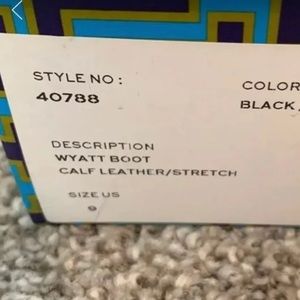 STYLE NO:
COLOR
40788
BLACK
DESCRIPTION
WYATT BOOT
CALF LEATHER/STRETCH
SIZE US
9